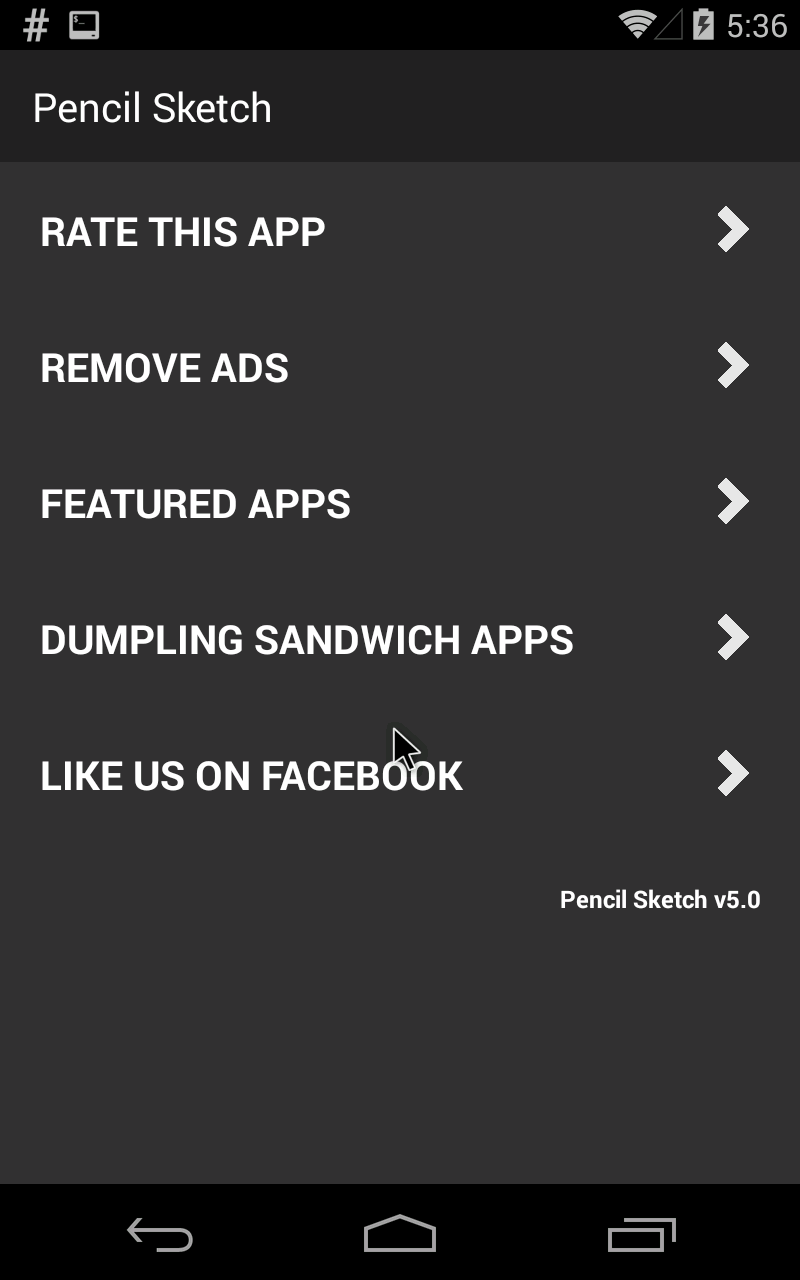 5:36
Pencil Sketch
RATE THIS APP
REMOVE ADS
FEATURED APPS
DUMPLING SANDWICH APPS
LIKE US ON FACEBOOK
Pencil Sketch v5.0